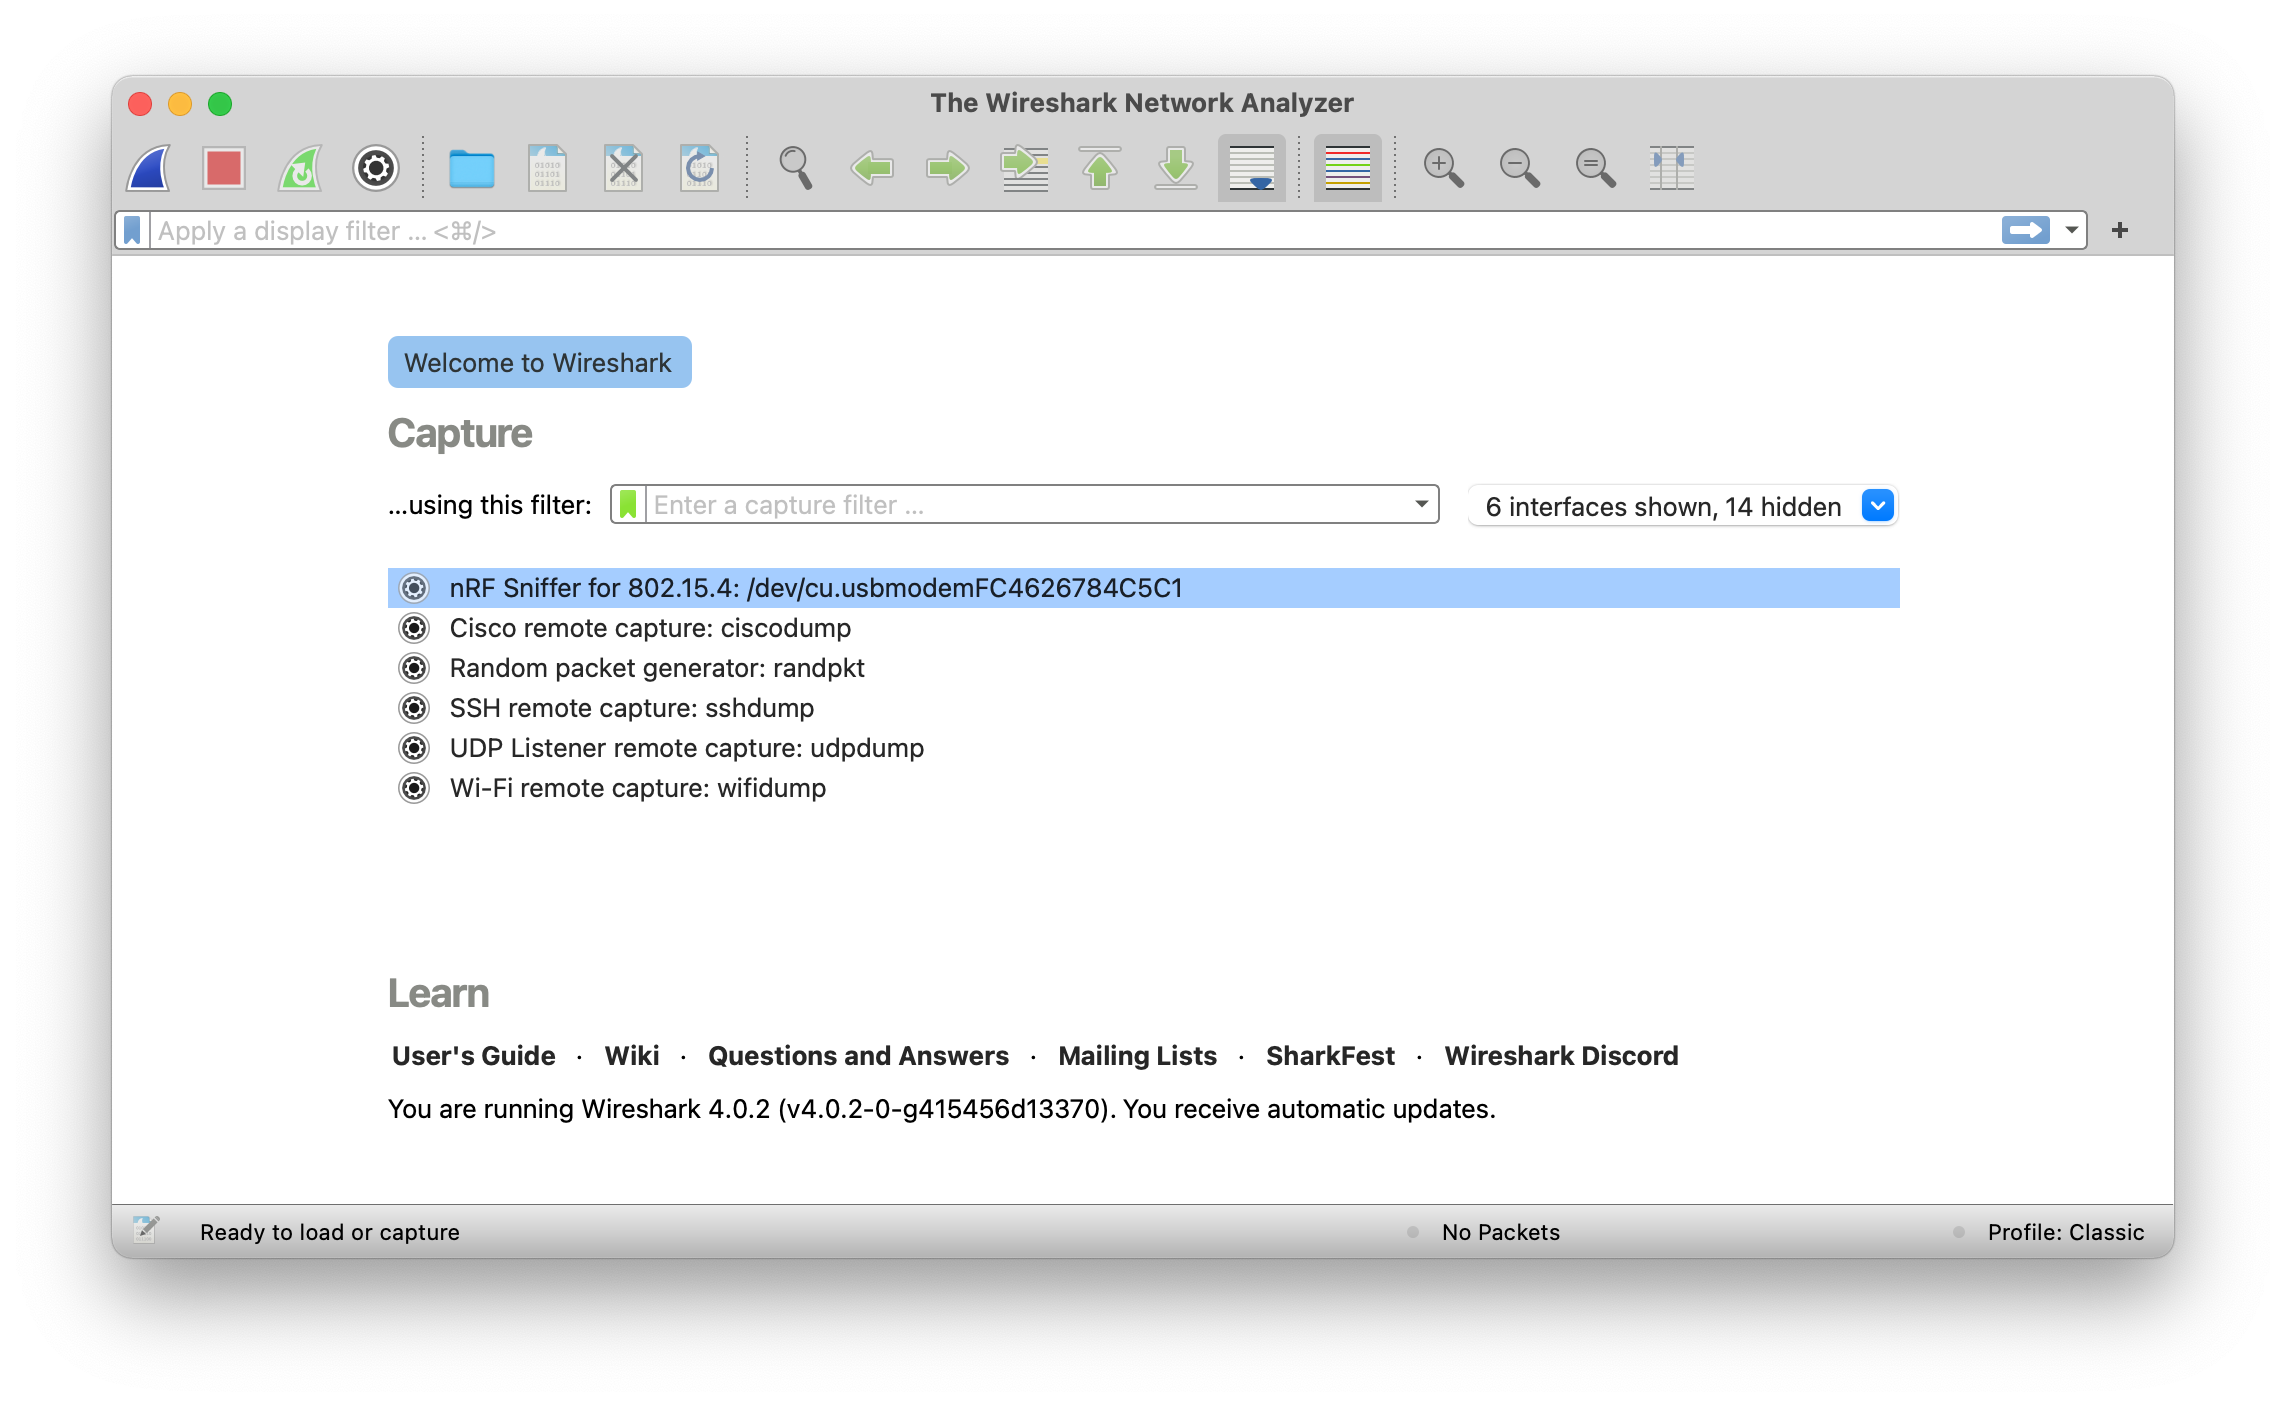 The Wireshark Network Analyzer
Apply a display filter ... <⌘/>
Welcome to Wireshark
Capture
...using this filter:
Enter a capture filter ...
6 interfaces shown, 14 hidden
nRF Sniffer for 802.15.4: /dev/cu.usbmodemFC4626784C5C1
Cisco remote capture: ciscodump
Random packet generator: randpkt
SSH remote capture: sshdump
UDP Listener remote capture: udpdump
Wi-Fi remote capture: wifidump
Learn
User's Guide · Wiki · Questions and Answers · Mailing Lists · SharkFest · Wireshark Discord
You are running Wireshark 4.0.2 (v4.0.2-0-g415456d13370). You receive automatic updates.
Ready to load or capture
No Packets
Profile: Classic